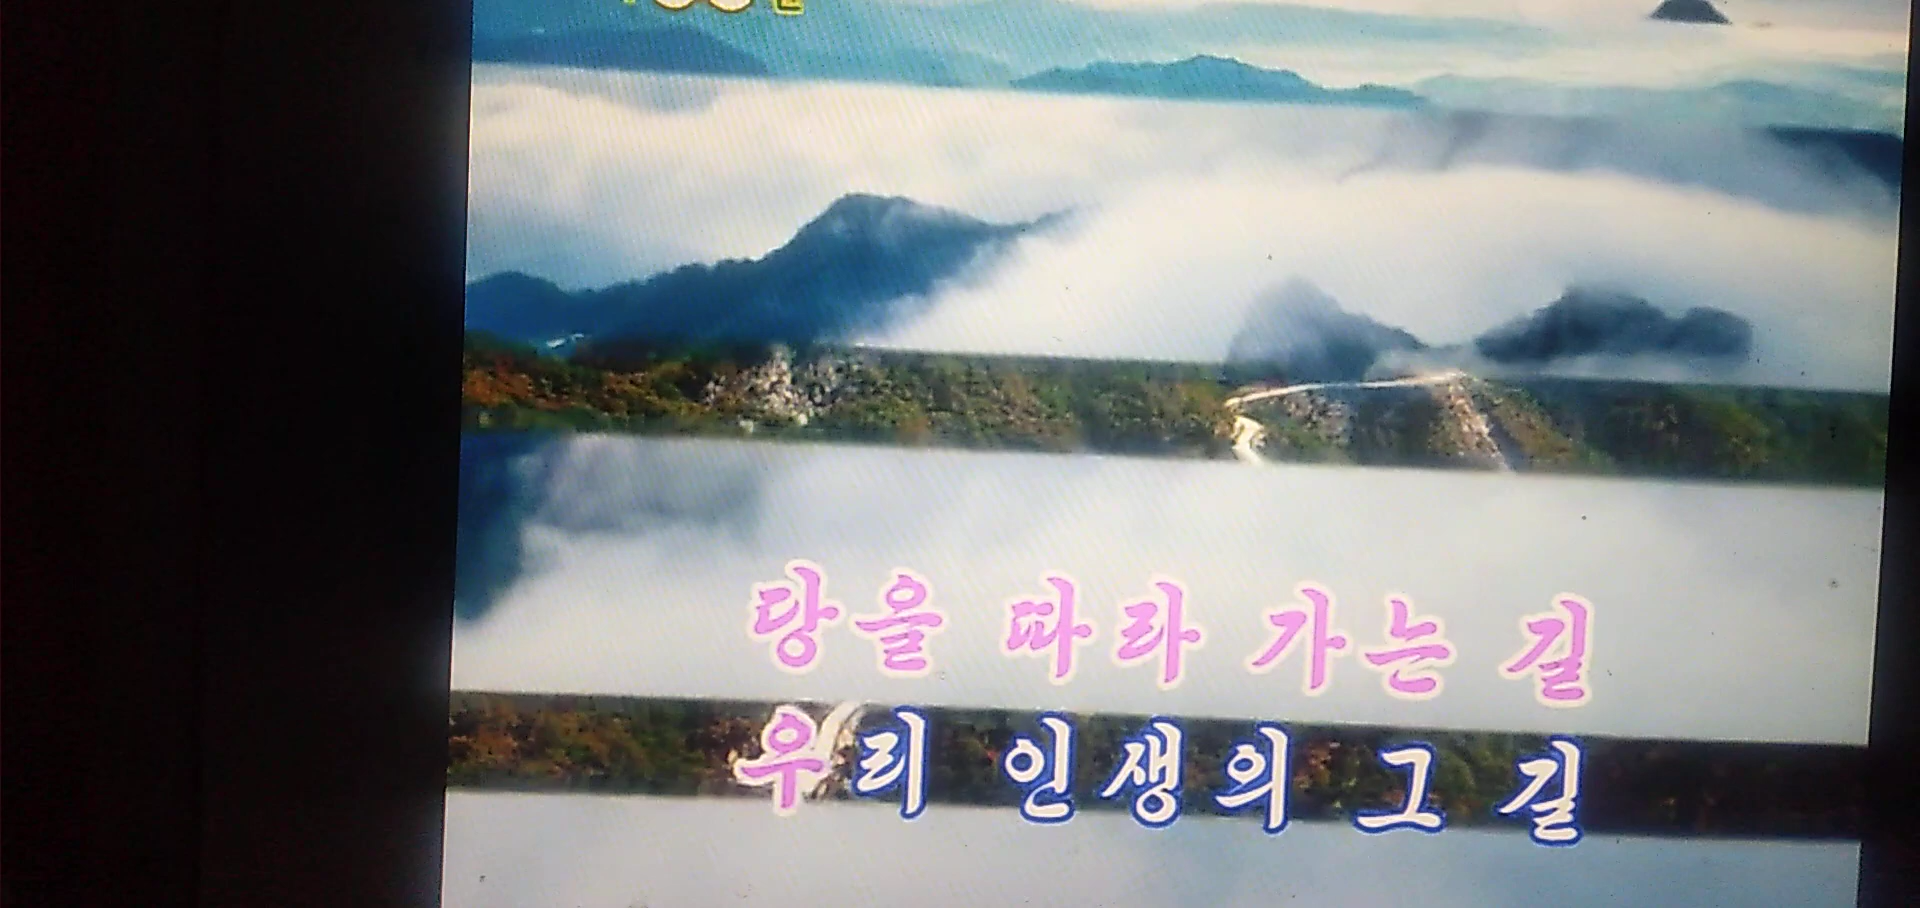 당을 따라 가는 길
우리 인생의 그 길